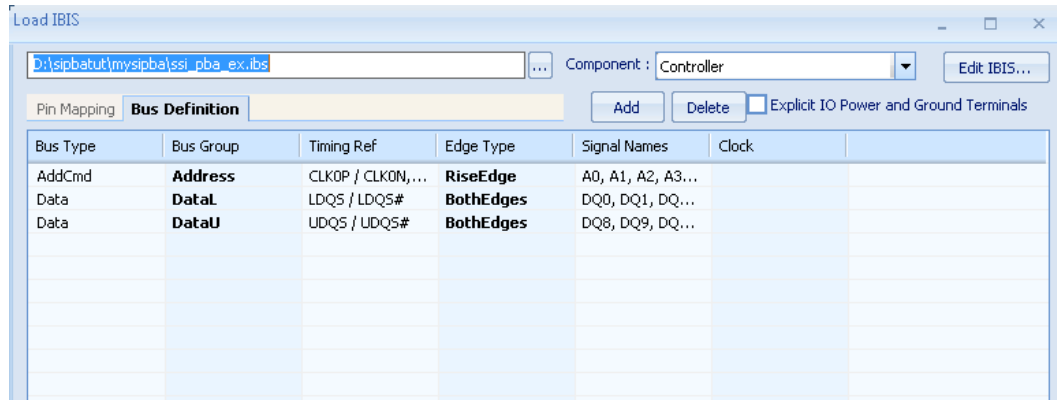 Load IBIS
D:\sipbatut\mysipba\ssi_pba_ex.ibs ... Component : Controller Edit IBIS...
Pin Mapping Bus Definition Add Delete Explicit IO Power and Ground Terminals
Bus Type Bus Group Timing Ref Edge Type Signal Names Clock
AddCmd Address CLK0P / CLK0N,... RiseEdge A0, A1, A2, A3...
Data DataL LDQS / LDQS# BothEdges DQ0, DQ1, DQ...
Data DataU UDQS / UDQS# BothEdges DQ8, DQ9, DQ...